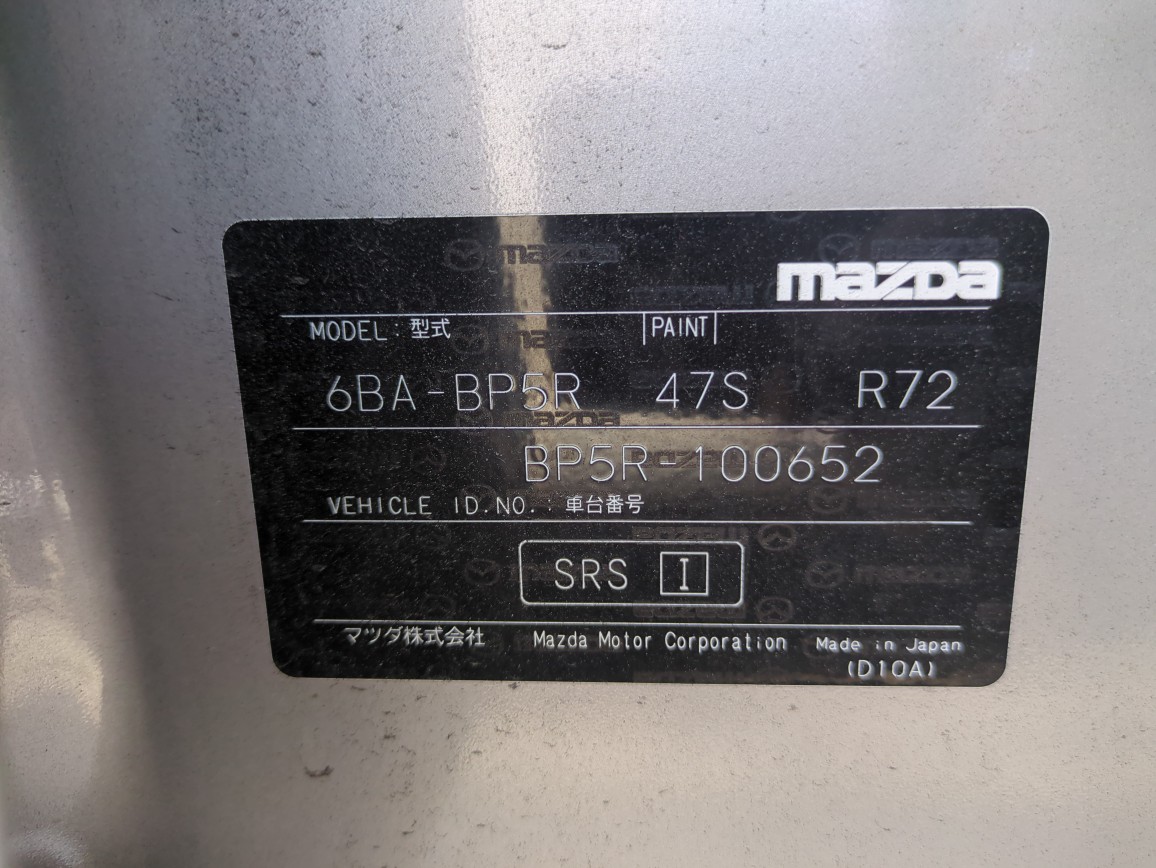 mazda
MODEL : 型式 PAINT
6BA-BP5R 47S R72
BP5R-100652
VEHICLE ID.NO. : 車台番号
SRS I
マツダ株式会社 Mazda Motor Corporation Made in Japan
(D10A)